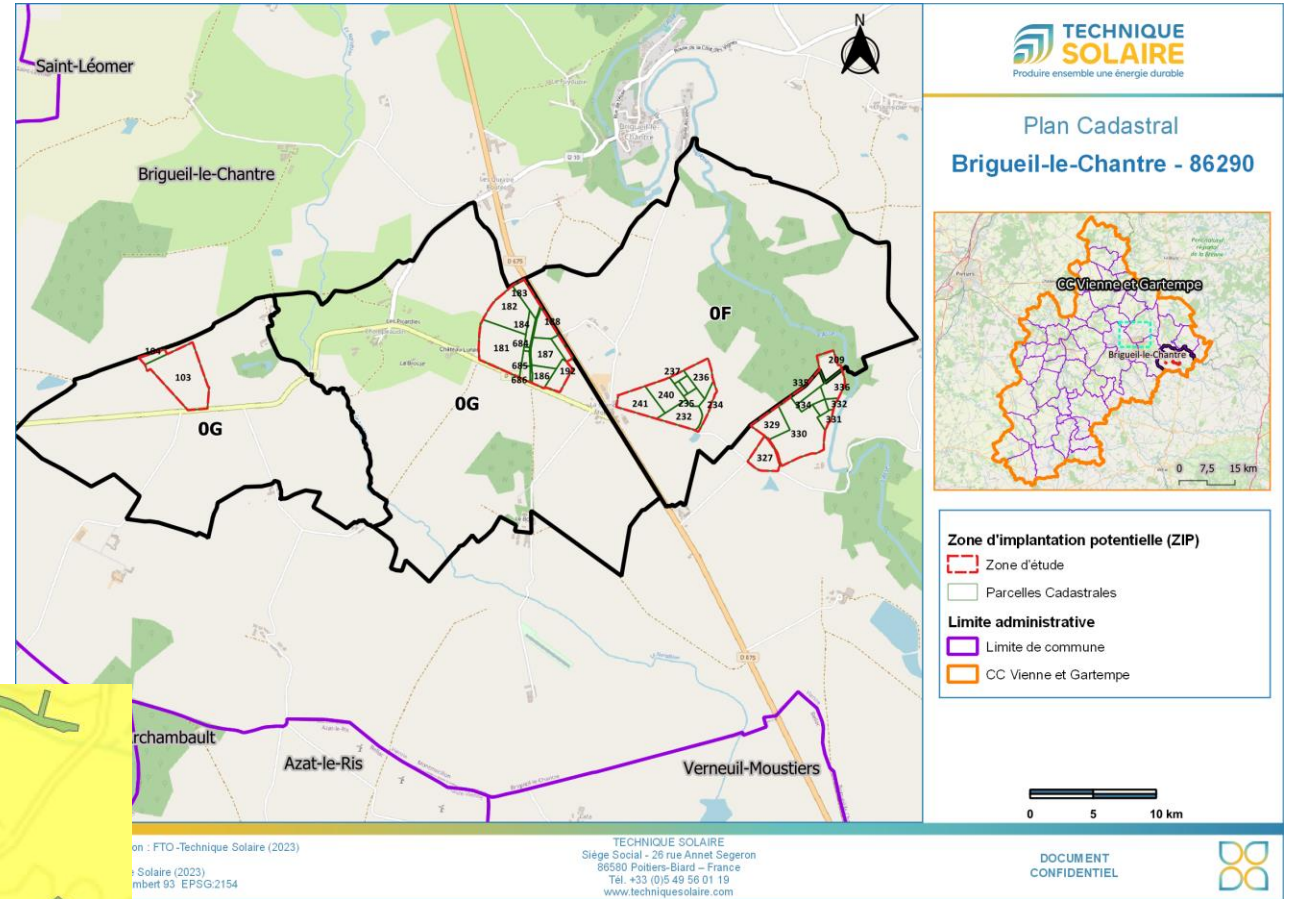 Saint-Léomer
Brigueil-le-Chantre
N
D 10
D 675
0F
0G
0G
103
183
182
184
188
181
684
187
685
686
186
192
237
236
240
241
235
234
232
209
335
336
334
332
331
329
330
327
D 675
rchambault
Azat-le-Ris
Verneuil-Moustiers
TECHNIQUE
SOLAIRE
Produire ensemble une énergie durable
Plan Cadastral
Brigueil-le-Chantre - 86290
CC Vienne et Gartempe
Brigueil-le-Chantre
0 7,5 15 km
Zone d'implantation potentielle (ZIP)
Zone d'étude
Parcelles Cadastrales
Limite administrative
Limite de commune
CC Vienne et Gartempe
0 5 10 km
on : FTO -Technique Solaire (2023)
e Solaire (2023)
mbert 93 EPSG:2154
TECHNIQUE SOLAIRE
Siège Social - 26 rue Annet Segeron
86580 Poitiers-Biard – France
Tél. +33 (0)5 49 56 01 19
www.techniquesolaire.com
DOCUMENT
CONFIDENTIEL